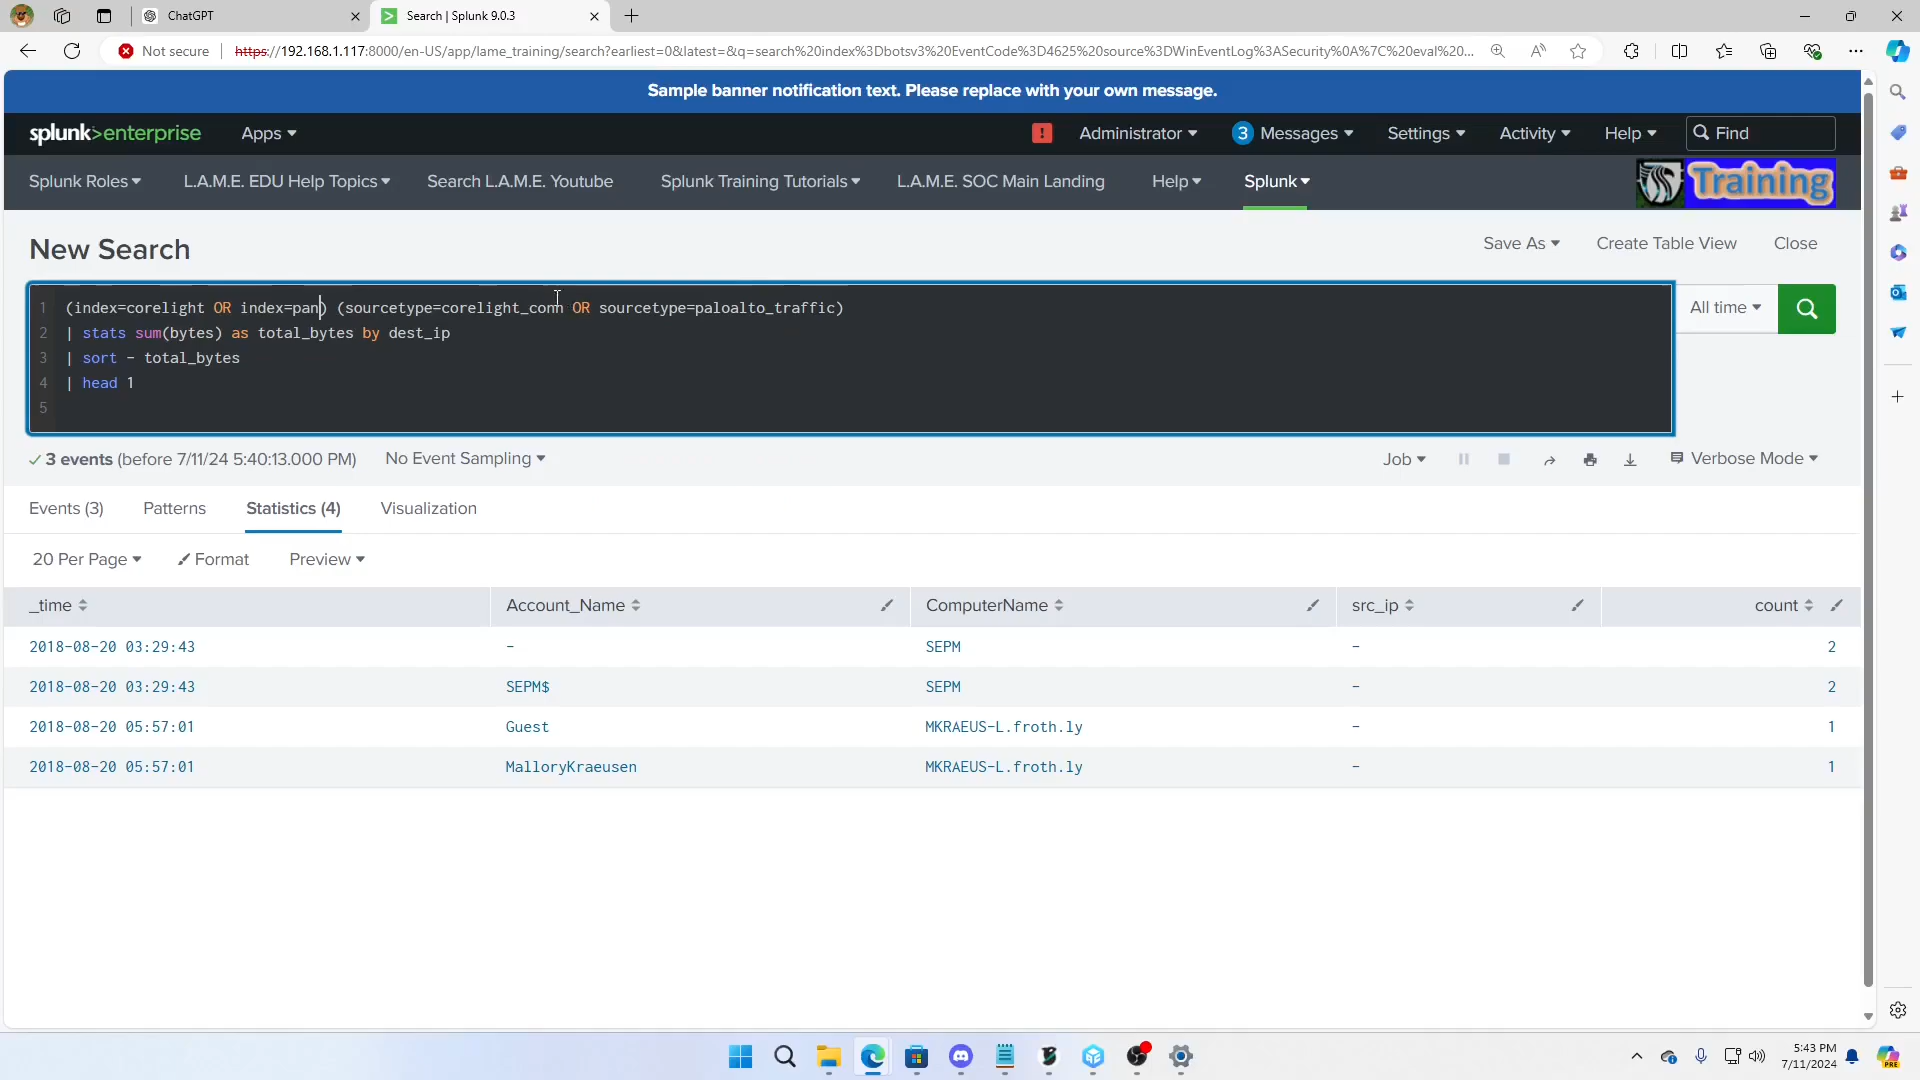 ChatGPT
Search | Splunk 9.0.3
Not secure
https://192.168.1.117:8000/en-US/app/lame_training/search?earliest=0&latest=&q=search%20index%3Dbotsv3%20EventCode%3D4625%20source%3DWinEventLog%3ASecurity%0A%7C%20eval%20...
Sample banner notification text. Please replace with your own message.
splunk>enterprise Apps
! Administrator 3 Messages Settings Activity Help Find
Splunk Roles L.A.M.E. EDU Help Topics Search L.A.M.E. Youtube Splunk Training Tutorials L.A.M.E. SOC Main Landing Help Splunk Training
New Search
Save As Create Table View Close
1 (index=corelight OR index=pan) (sourcetype=corelight_conn OR sourcetype=paloalto_traffic)
2 | stats sum(bytes) as total_bytes by dest_ip
3 | sort - total_bytes
4 | head 1
5
All time
3 events (before 7/11/24 5:40:13.000 PM) No Event Sampling
Job Verbose Mode
Events (3) Patterns Statistics (4) Visualization
20 Per Page Format Preview
_time Account_Name ComputerName src_ip count
2018-08-20 03:29:43 - SEPM - 2
2018-08-20 03:29:43 SEPM$ SEPM - 2
2018-08-20 05:57:01 Guest MKRAEUS-L.froth.ly - 1
2018-08-20 05:57:01 MalloryKraeusen MKRAEUS-L.froth.ly - 1
5:43 PM
7/11/2024
PRE